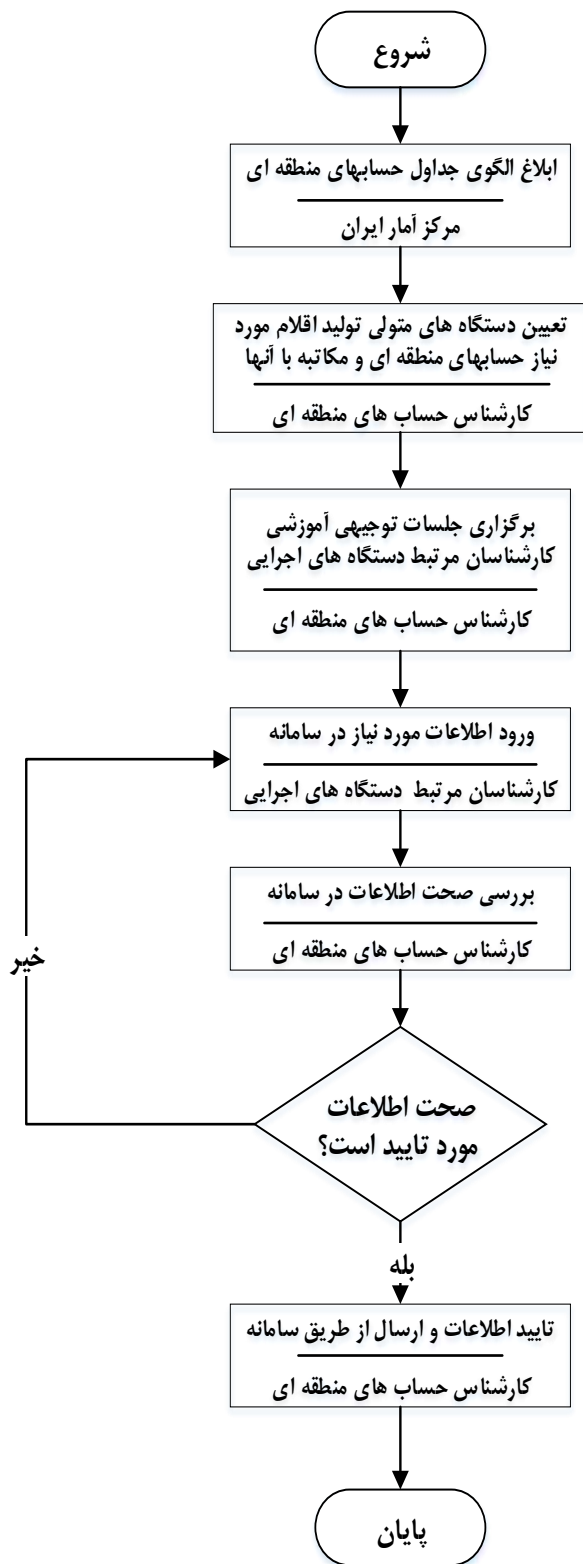 شروع
ابلاغ الگوی جداول حسابهای منطقه ای
مرکز آمار ایران
تعیین دستگاه های متولی تولید اقلام مورد
نیاز حسابهای منطقه ای و مکاتبه با آنها
کارشناس حساب های منطقه ای
برگزاری جلسات توجیهی آموزشی
کارشناسان مرتبط دستگاه های اجرایی
کارشناس حساب های منطقه ای
ورود اطلاعات مورد نیاز در سامانه
کارشناسان مرتبط دستگاه های اجرایی
بررسی صحت اطلاعات در سامانه
کارشناس حساب های منطقه ای
خیر
صحت اطلاعات
مورد تایید است؟
بله
تایید اطلاعات و ارسال از طریق سامانه
کارشناس حساب های منطقه ای
پایان